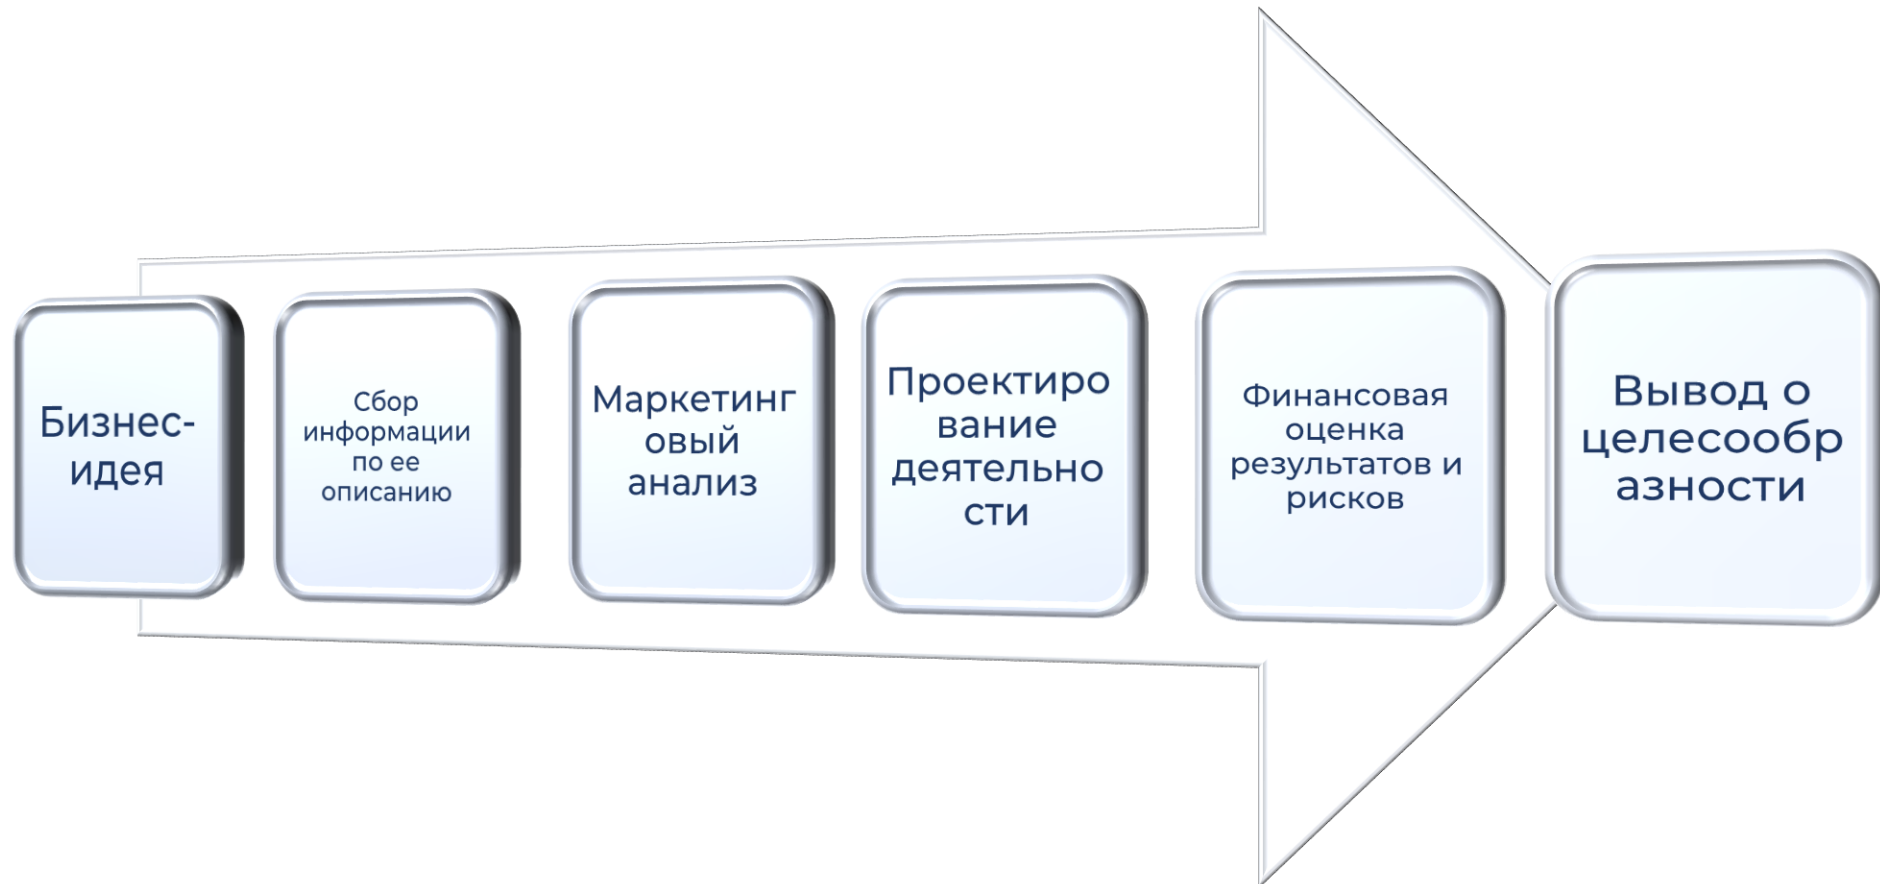 Бизнес-
идея
Сбор
информации
по ее
описанию
Маркетинг
овый
анализ
Проектиро
вание
деятельно
сти
Финансовая
оценка
результатов и
рисков
Вывод о
целесообр
азности